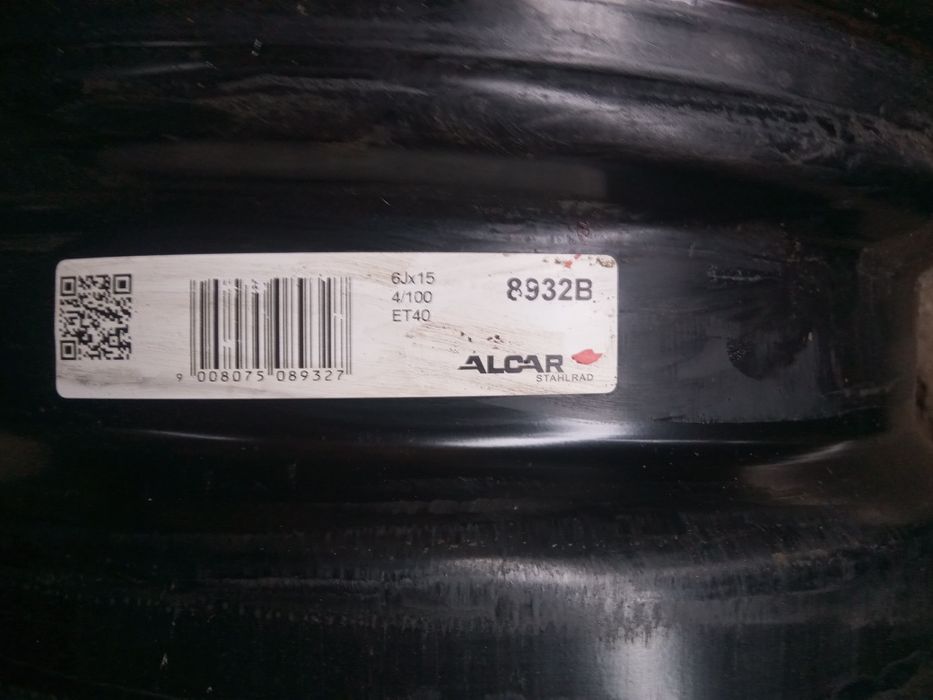 6Jx15
4/100
ET40
8932B
9 008075 089327
ALCAR
STAHLRAD